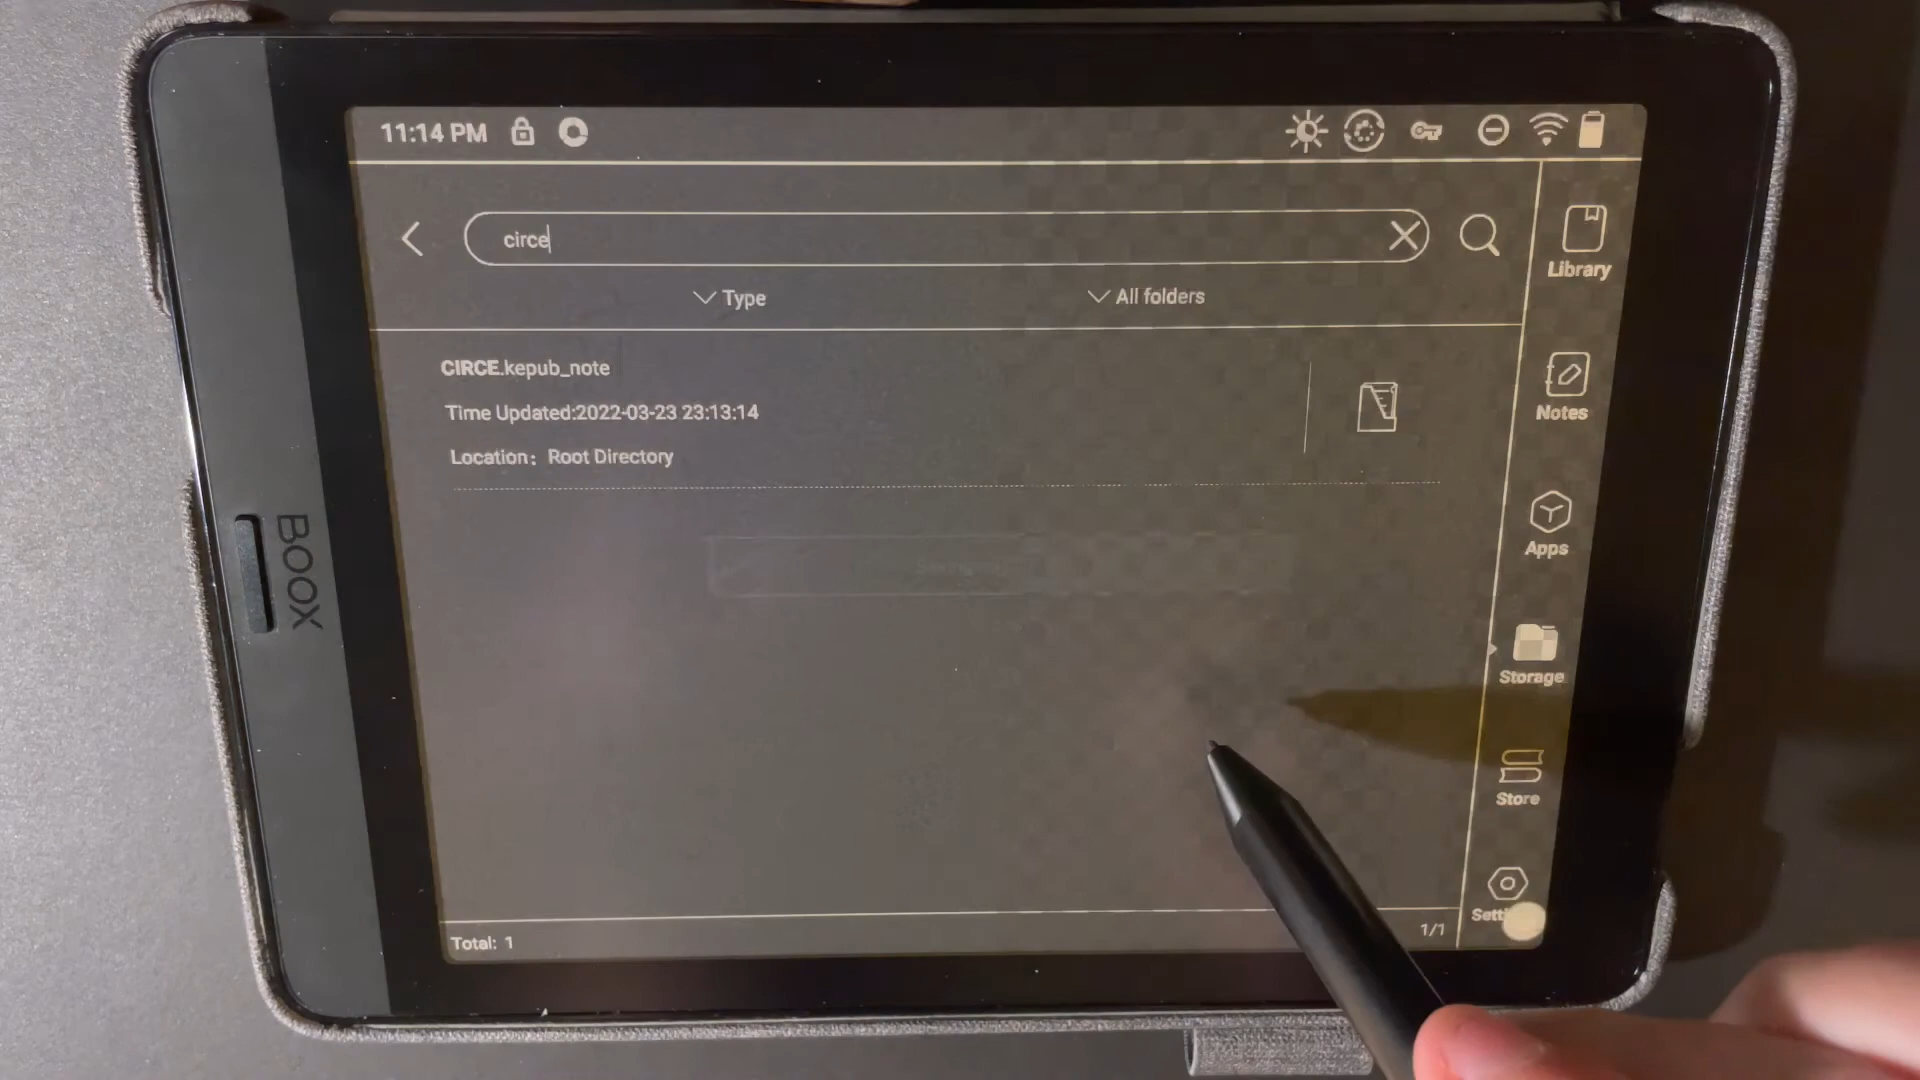 11:14 PM
circe
Type
All folders
CIRCE.kepub_note
Time Updated:2022-03-23 23:13:14
Location: Root Directory
Total: 1
1/1
Library
Notes
Apps
Storage
Store
BOOX